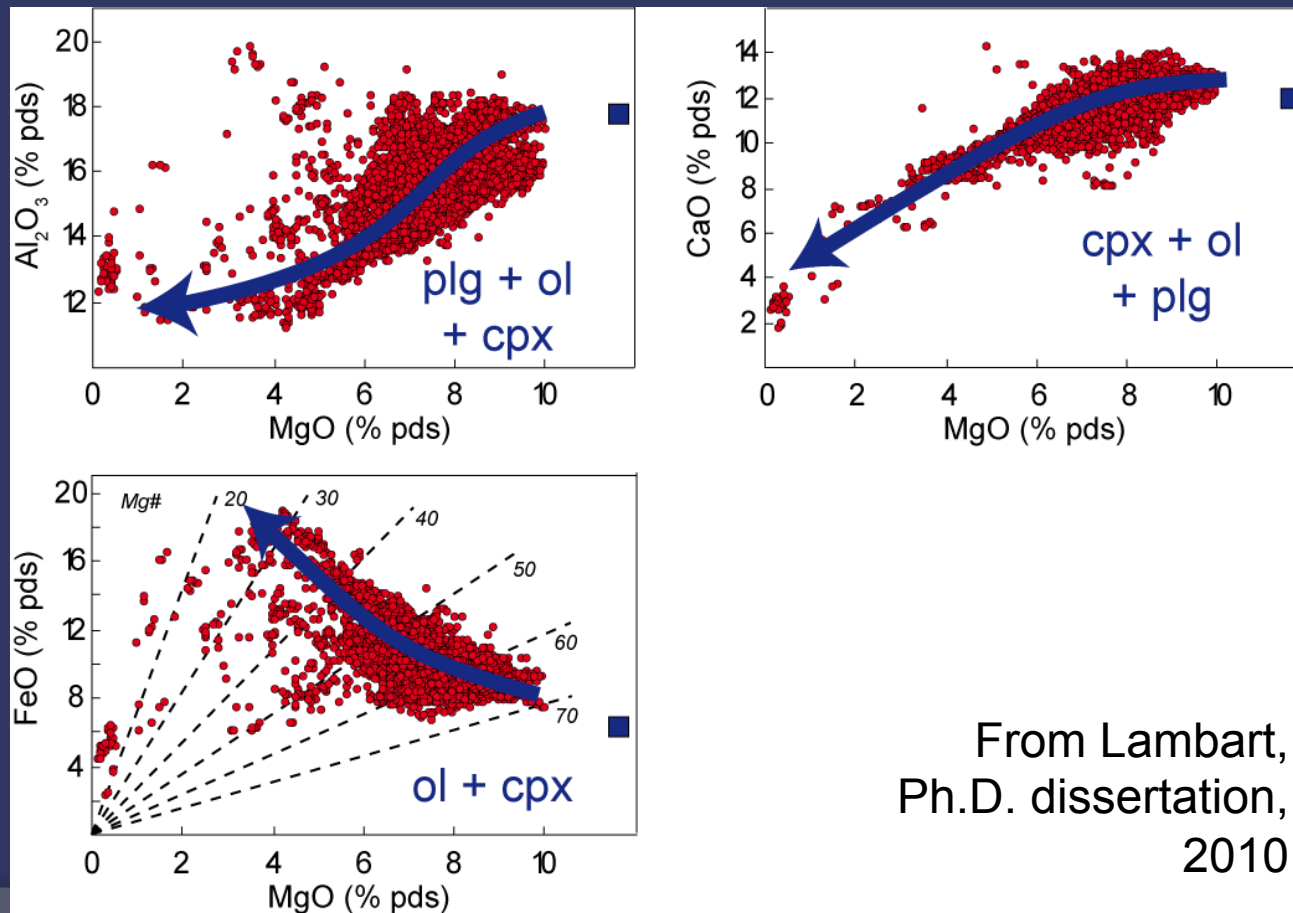 20
18
16
14
12
Al2O3 (% pds)
plg + ol
+ cpx
0 2 4 6 8 10
MgO (% pds)
14
12
10
8
6
4
2
CaO (% pds)
cpx + ol
+ plg
0 2 4 6 8 10
MgO (% pds)
20
16
12
8
4
FeO (% pds)
Mg#
20
30
40
50
60
70
ol + cpx
0 2 4 6 8 10
MgO (% pds)
From Lambart,
Ph.D. dissertation,
2010